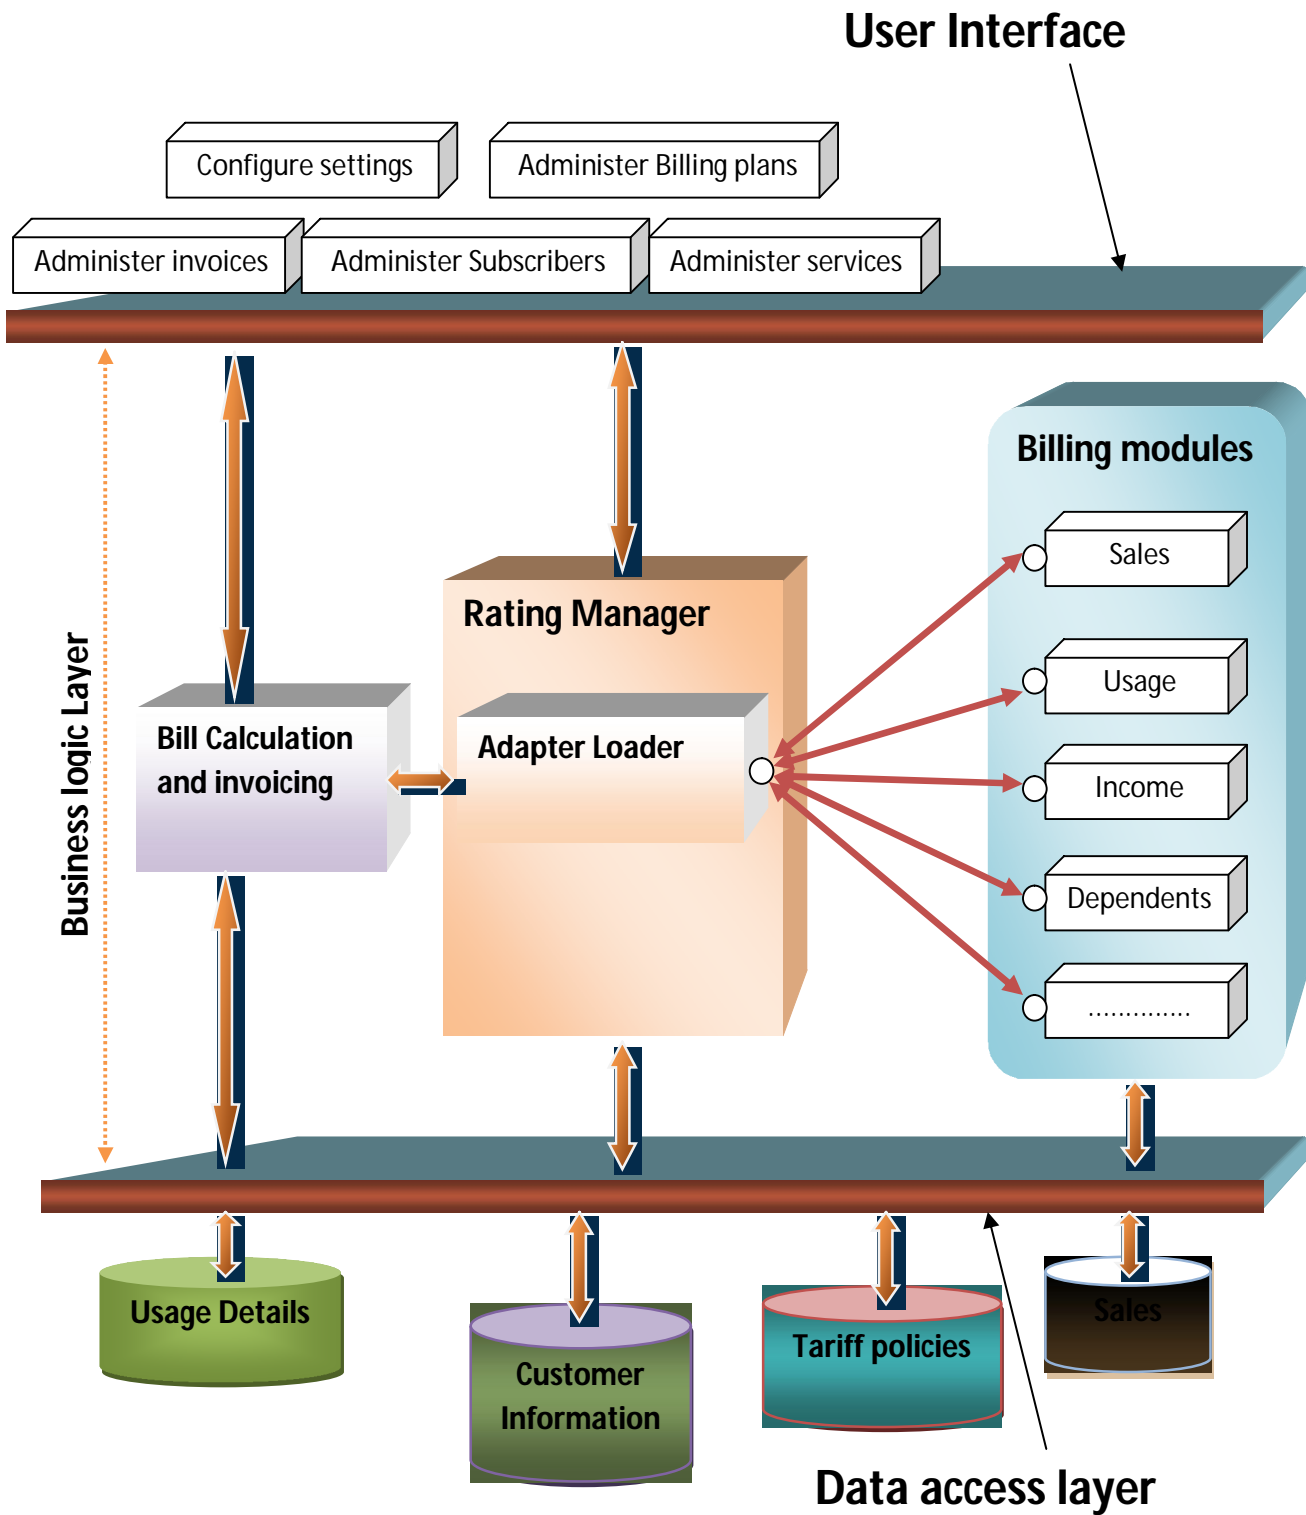 User Interface
Configure settings
Administer Billing plans
Administer invoices
Administer Subscribers
Administer services
Business logic Layer
Billing modules
Sales
Usage
Income
Dependents
..............
Rating Manager
Adapter Loader
Bill Calculation
and invoicing
Usage Details
Customer
Information
Tariff policies
Sales
Data access layer